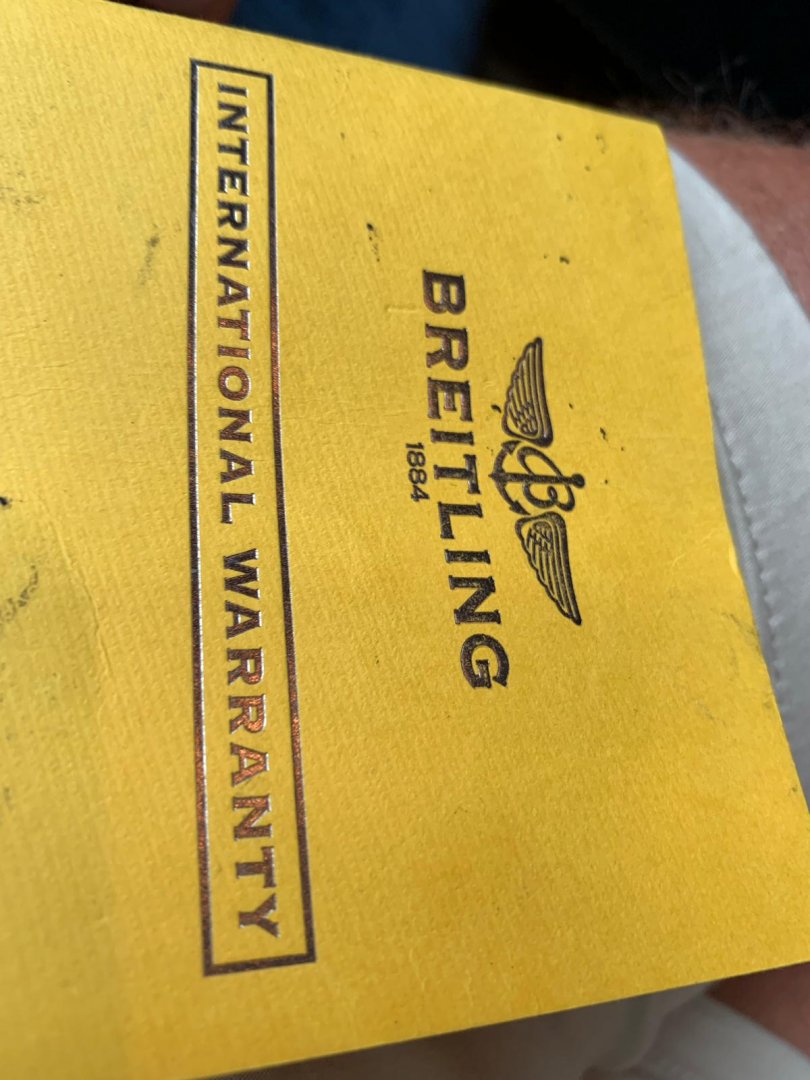 BREITLING
1884
INTERNATIONAL WARRANTY